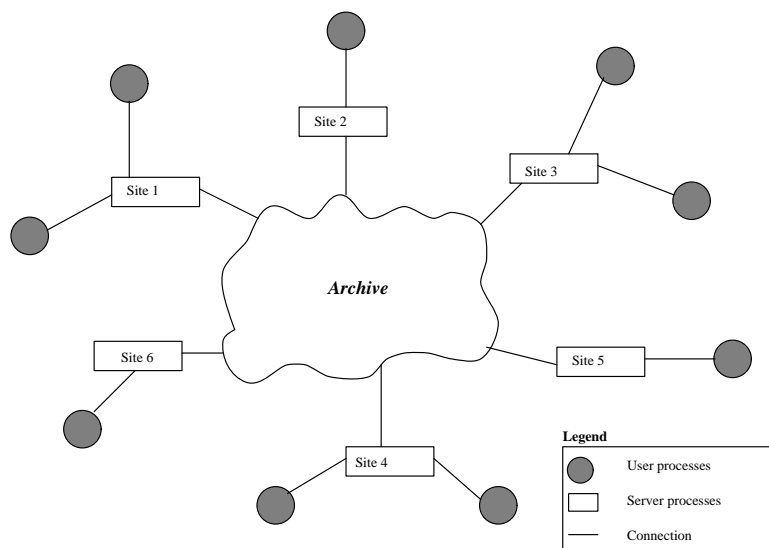 Site 2
Site 3
Site 1
Archive
Site 6
Site 5
Site 4
Legend
User processes
Server processes
Connection